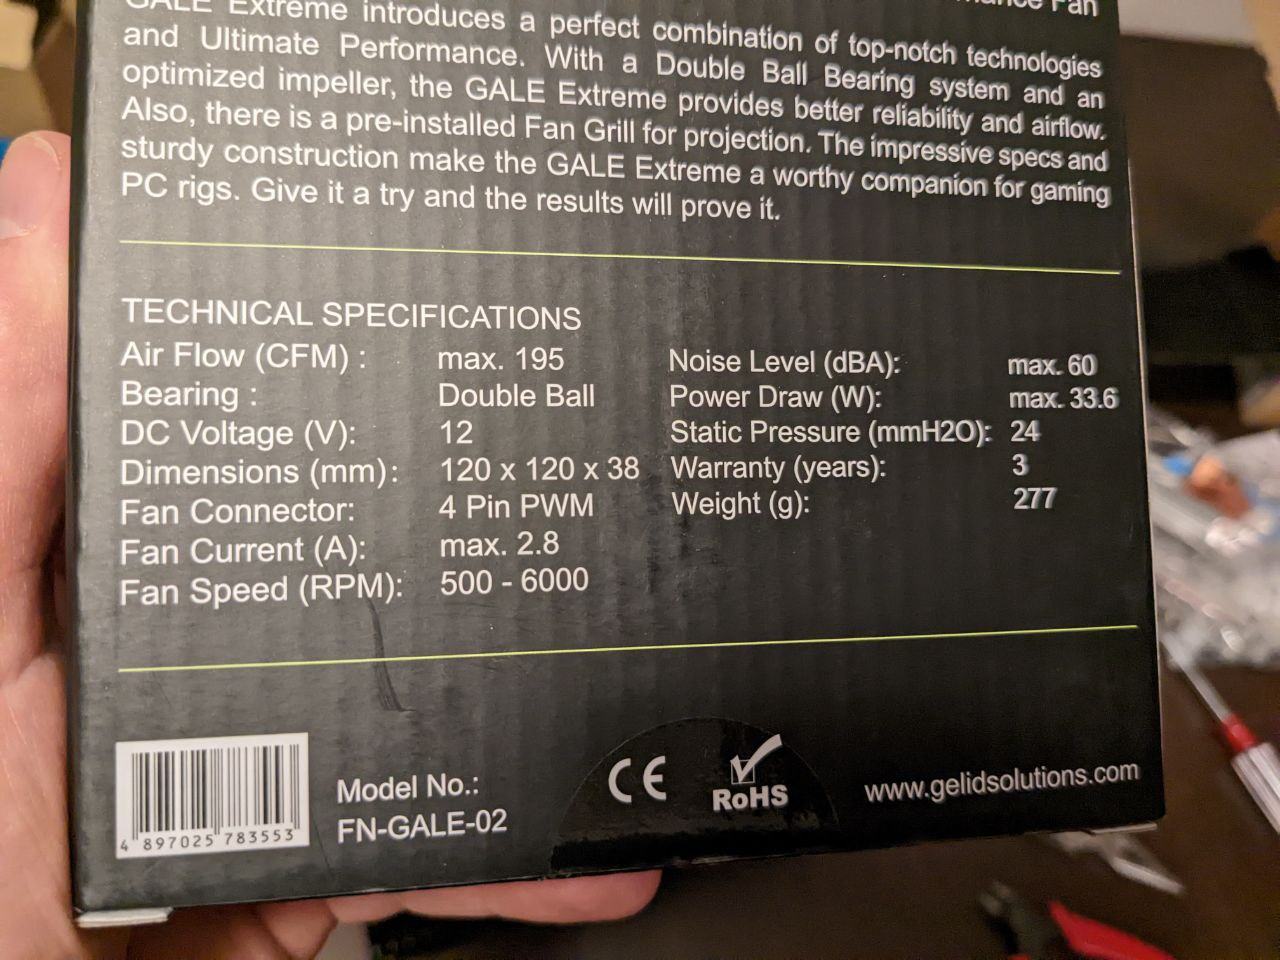 GALE Extreme introduces a perfect combination of top-notch technologies
and Ultimate Performance. With a Double Ball Bearing system and an
optimized impeller, the GALE Extreme provides better reliability and airflow.
Also, there is a pre-installed Fan Grill for projection. The impressive specs and
sturdy construction make the GALE Extreme a worthy companion for gaming
PC rigs. Give it a try and the results will prove it.
TECHNICAL SPECIFICATIONS
Air Flow (CFM) : max. 195 Noise Level (dBA): max. 60
Bearing : Double Ball Power Draw (W): max. 33.6
DC Voltage (V): 12 Static Pressure (mmH2O): 24
Dimensions (mm): 120 x 120 x 38 Warranty (years): 3
Fan Connector: 4 Pin PWM Weight (g): 277
Fan Current (A): max. 2.8
Fan Speed (RPM): 500 - 6000
4 897025 783553
Model No.:
FN-GALE-02
CE
RoHS
www.gelidsolutions.com